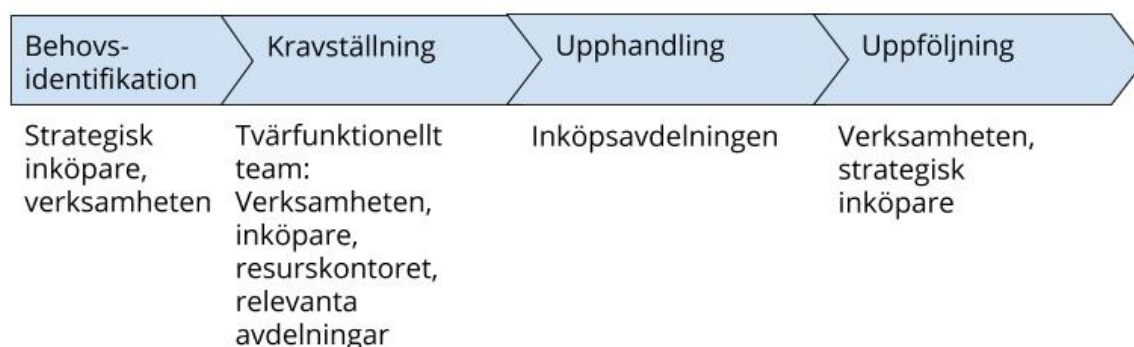 Behovs-
identifikation
Kravställning
Upphandling
Uppföljning
Strategisk
inköpare,
verksamheten
Tvärfunktionellt
team:
Verksamheten,
inköpare,
resurskontoret,
relevanta
avdelningar
Inköpsavdelningen
Verksamheten,
strategisk
inköpare